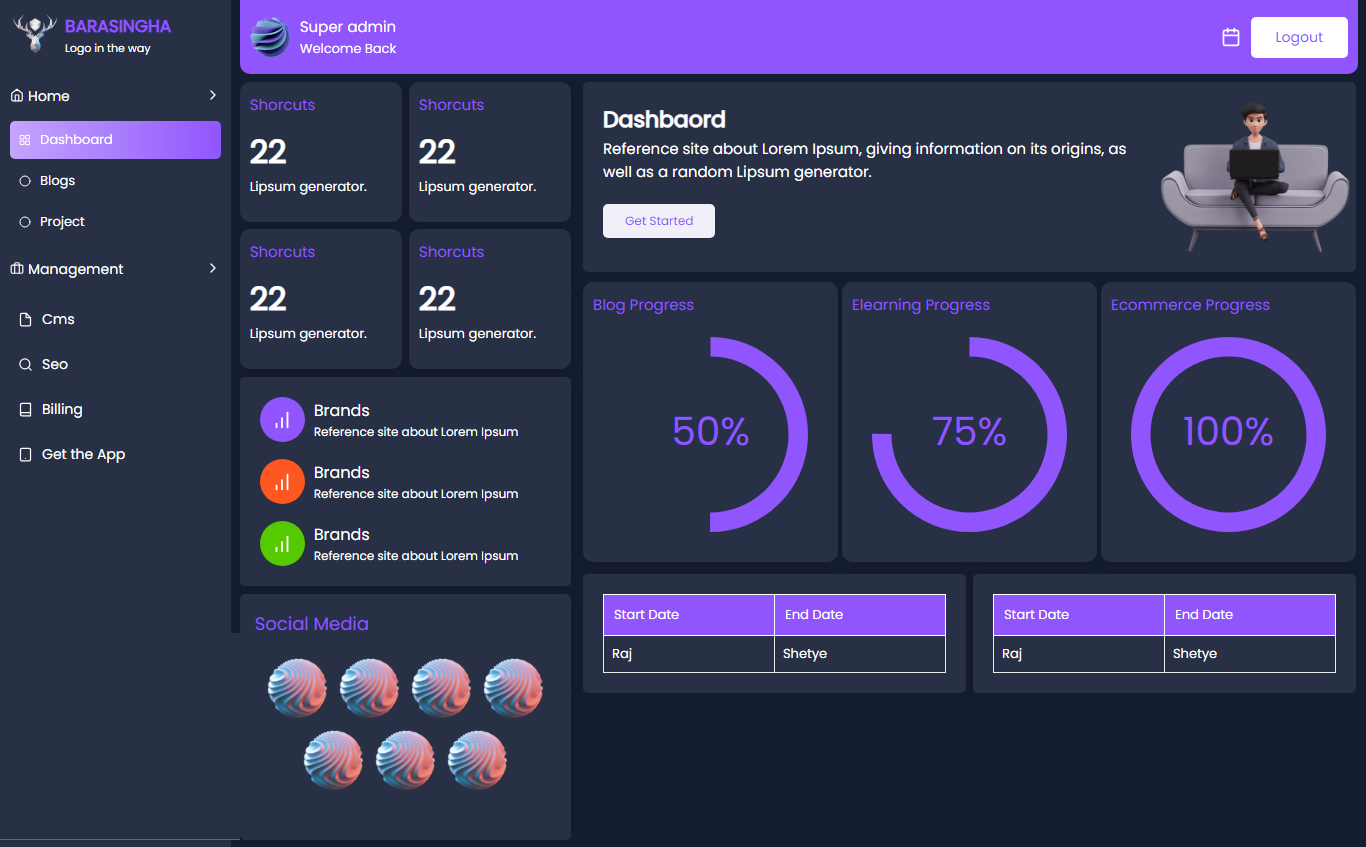 BARASINGHA
Logo in the way
Home
Dashboard
Blogs
Project
Management
Cms
Seo
Billing
Get the App
Super admin
Welcome Back
Logout
Shorcuts
22
Lipsum generator.
Shorcuts
22
Lipsum generator.
Shorcuts
22
Lipsum generator.
Shorcuts
22
Lipsum generator.
Brands
Reference site about Lorem Ipsum
Brands
Reference site about Lorem Ipsum
Brands
Reference site about Lorem Ipsum
Social Media
Dashbaord
Reference site about Lorem Ipsum, giving information on its origins, as
well as a random Lipsum generator.
Get Started
Blog Progress
50%
Elearning Progress
75%
Ecommerce Progress
100%
Start Date End Date
Raj Shetye
Start Date End Date
Raj Shetye